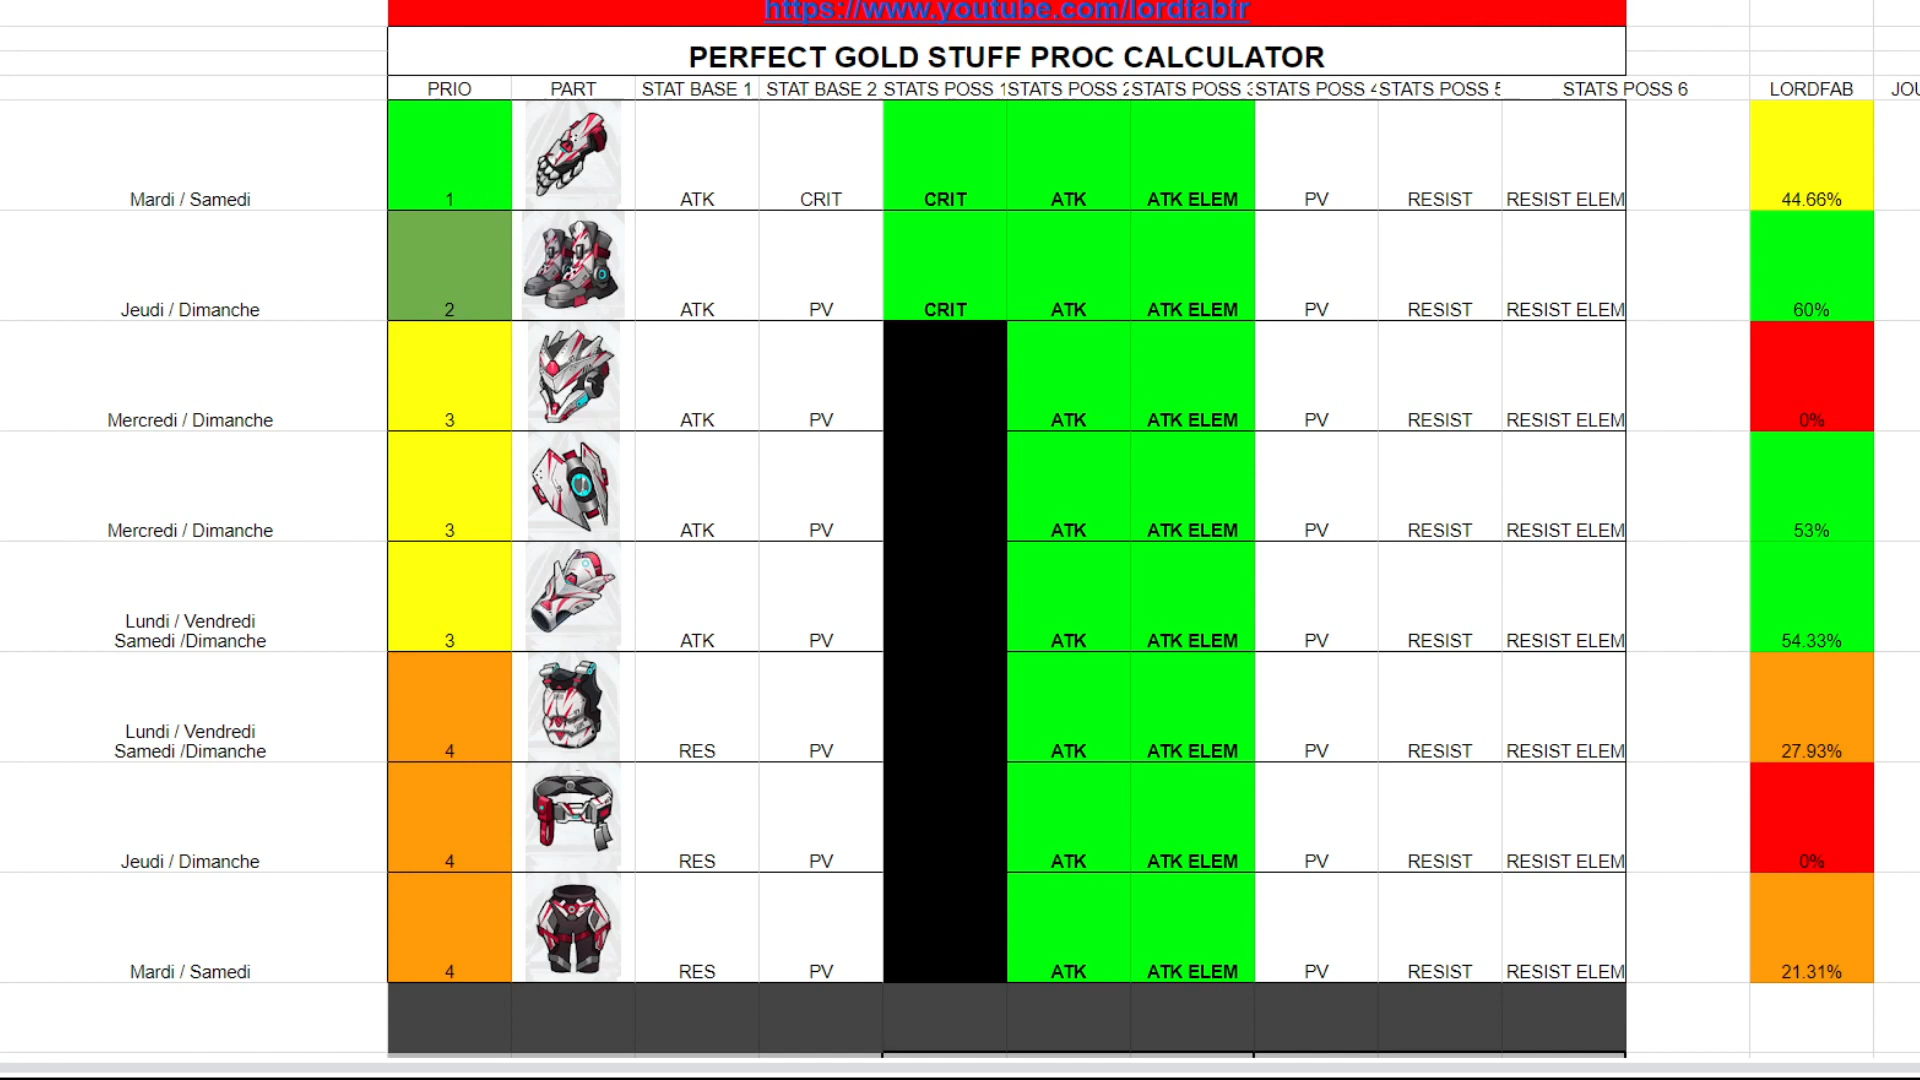 https://www.youtube.com/lordfabfr
PERFECT GOLD STUFF PROC CALCULATOR
PRIO PART STAT BASE 1 STAT BASE 2 STATS POSS 1 STATS POSS 2 STATS POSS 3 STATS POSS 4 STATS POSS 5 STATS POSS 6 LORDFAB JOU
Mardi / Samedi 1 ATK CRIT CRIT ATK ATK ELEM PV RESIST RESIST ELEM 44.66%
Jeudi / Dimanche 2 ATK PV CRIT ATK ATK ELEM PV RESIST RESIST ELEM 60%
Mercredi / Dimanche 3 ATK PV ATK ATK ELEM PV RESIST RESIST ELEM 0%
Mercredi / Dimanche 3 ATK PV ATK ATK ELEM PV RESIST RESIST ELEM 53%
Lundi / Vendredi
Samedi /Dimanche 3 ATK PV ATK ATK ELEM PV RESIST RESIST ELEM 54.33%
Lundi / Vendredi
Samedi /Dimanche 4 RES PV ATK ATK ELEM PV RESIST RESIST ELEM 27.93%
Jeudi / Dimanche 4 RES PV ATK ATK ELEM PV RESIST RESIST ELEM 0%
Mardi / Samedi 4 RES PV ATK ATK ELEM PV RESIST RESIST ELEM 21.31%